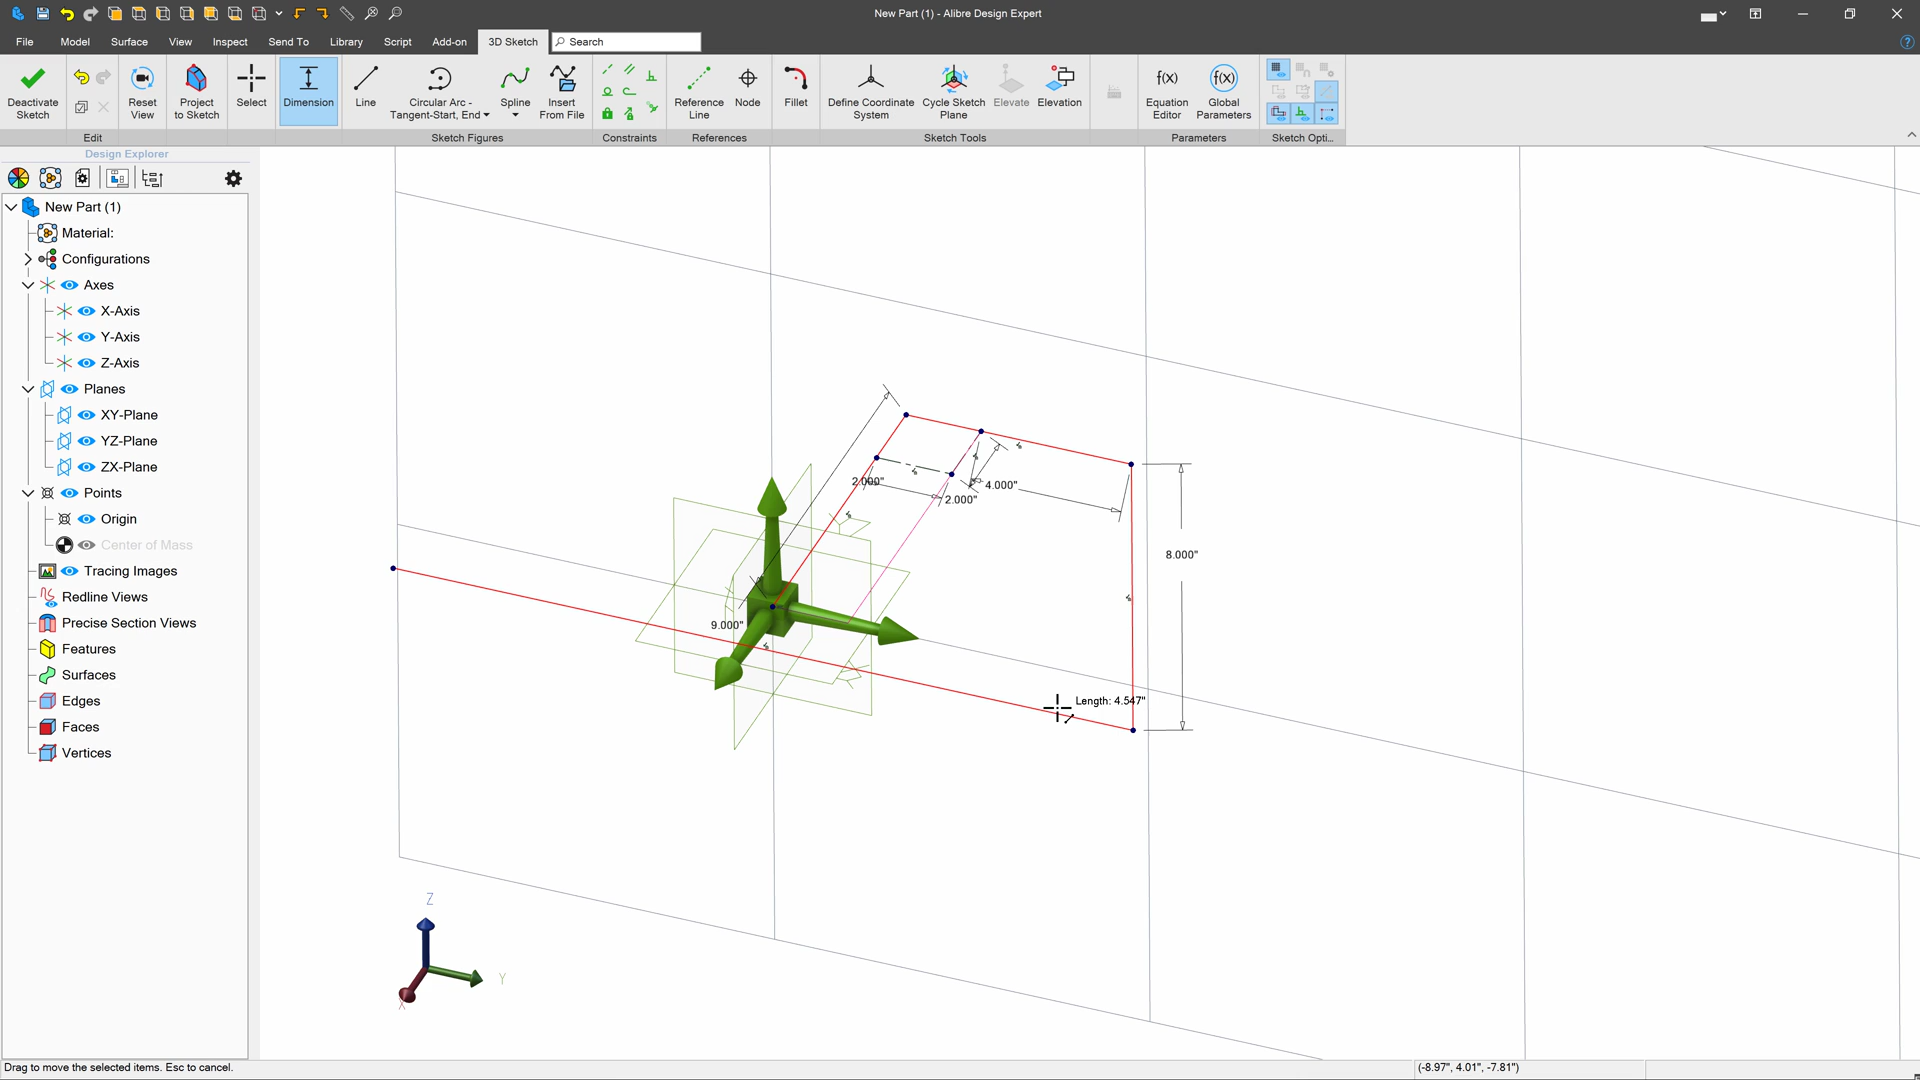 New Part (1) - Alibre Design Expert
File Model Surface View Inspect Send To Library Script Add-on 3D Sketch Search
Deactivate Sketch
Reset View
Project to Sketch
Select
Dimension
Line
Circular Arc - Tangent-Start, End
Spline
Insert From File
Reference Line
Node
Fillet
Define Coordinate System
Cycle Sketch Plane
Elevate
Elevation
Equation Editor
f(x)
Global Parameters
f(x)
Edit
Sketch Figures
Constraints
References
Sketch Tools
Parameters
Sketch Opti...
Design Explorer
New Part (1)
Material:
Configurations
Axes
X-Axis
Y-Axis
Z-Axis
Planes
XY-Plane
YZ-Plane
ZX-Plane
Points
Origin
Center of Mass
Tracing Images
Redline Views
Precise Section Views
Features
Surfaces
Edges
Faces
Vertices
2.000"
4.000"
2.000"
8.000"
9.000"
Length: 4.547"
Z
Y
X
Drag to move the selected items. Esc to cancel.
(-8.97", 4.01", -7.81")